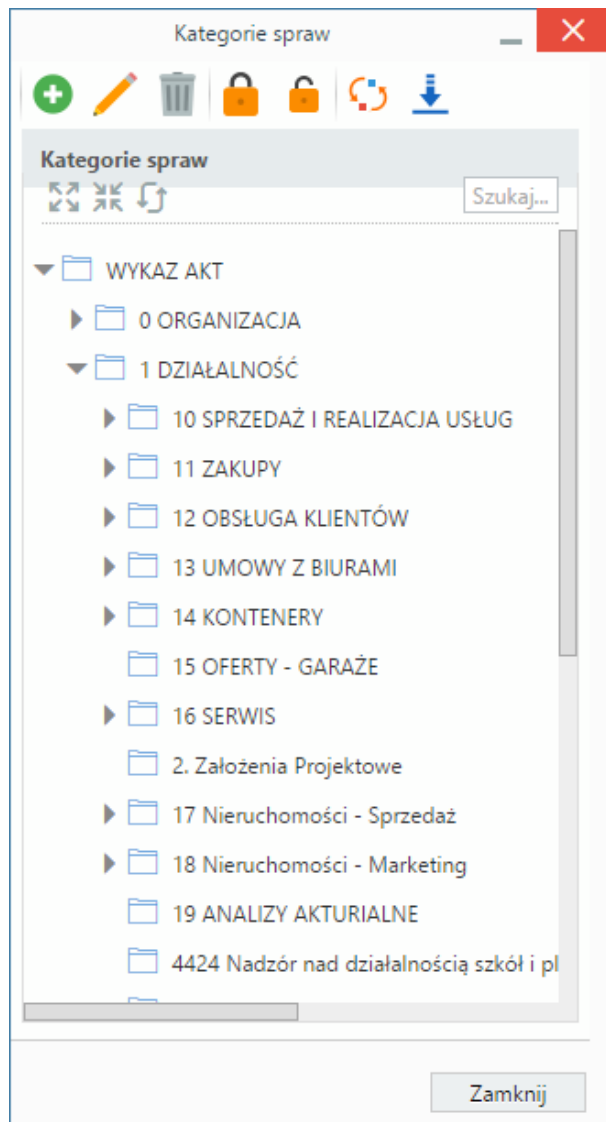 Kategorie spraw
Kategorie spraw
Szukaj...
WYKAZ AKT
0 ORGANIZACJA
1 DZIAŁALNOŚĆ
10 SPRZEDAŻ I REALIZACJA USŁUG
11 ZAKUPY
12 OBSŁUGA KLIENTÓW
13 UMOWY Z BIURAMI
14 KONTENERY
15 OFERTY - GARAŻE
16 SERWIS
2. Założenia Projektowe
17 Nieruchomości - Sprzedaż
18 Nieruchomości - Marketing
19 ANALIZY AKTURIALNE
4424 Nadzór nad działalnością szkół i pl
Zamknij